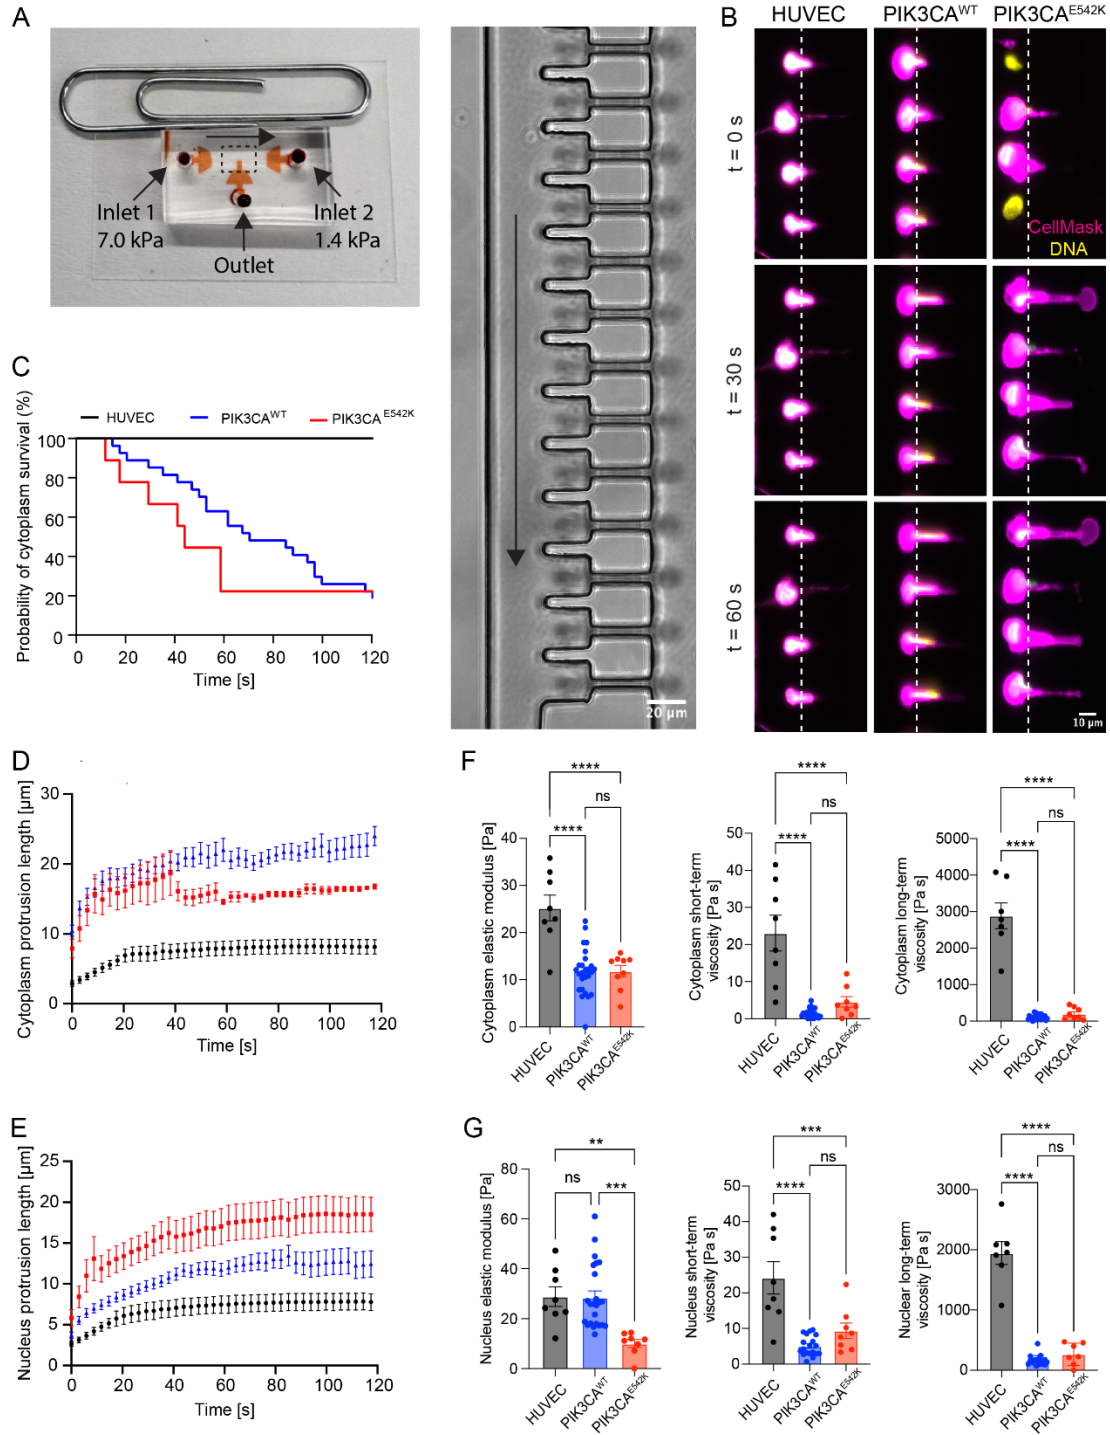 A
Inlet 1
7.0 kPa
Inlet 2
1.4 kPa
Outlet
20 µm
B
HUVEC
PIK3CA^WT
PIK3CA^E542K
t = 0 s
CellMask
DNA
t = 30 s
t = 60 s
10 µm
C
HUVEC
PIK3CA^WT
PIK3CA^E542K
Probability of cytoplasm survival (%)
100
80
60
40
20
0
0 20 40 60 80 100 120
Time [s]
D
Cytoplasm protrusion length [µm]
30
20
10
0
0 20 40 60 80 100 120
Time [s]
E
Nucleus protrusion length [µm]
25
20
15
10
5
0
0 20 40 60 80 100 120
Time [s]
F
Cytoplasm elastic modulus [Pa]
40
30
20
10
0
****
ns
****
HUVEC
PIK3CA^WT
PIK3CA^E542K
Cytoplasm short-term
viscosity [Pa s]
50
40
30
20
10
0
****
ns
****
HUVEC
PIK3CA^WT
PIK3CA^E542K
Cytoplasm long-term
viscosity [Pa s]
5000
4000
3000
2000
1000
0
****
ns
****
HUVEC
PIK3CA^WT
PIK3CA^E542K
G
Nucleus elastic modulus [Pa]
80
60
40
20
0
**
ns
***
HUVEC
PIK3CA^WT
PIK3CA^E542K
Nucleus short-term
viscosity [Pa s]
50
40
30
20
10
0
***
ns
****
HUVEC
PIK3CA^WT
PIK3CA^E542K
Nuclear long-term
viscosity [Pa s]
3000
2000
1000
0
****
ns
****
HUVEC
PIK3CA^WT
PIK3CA^E542K